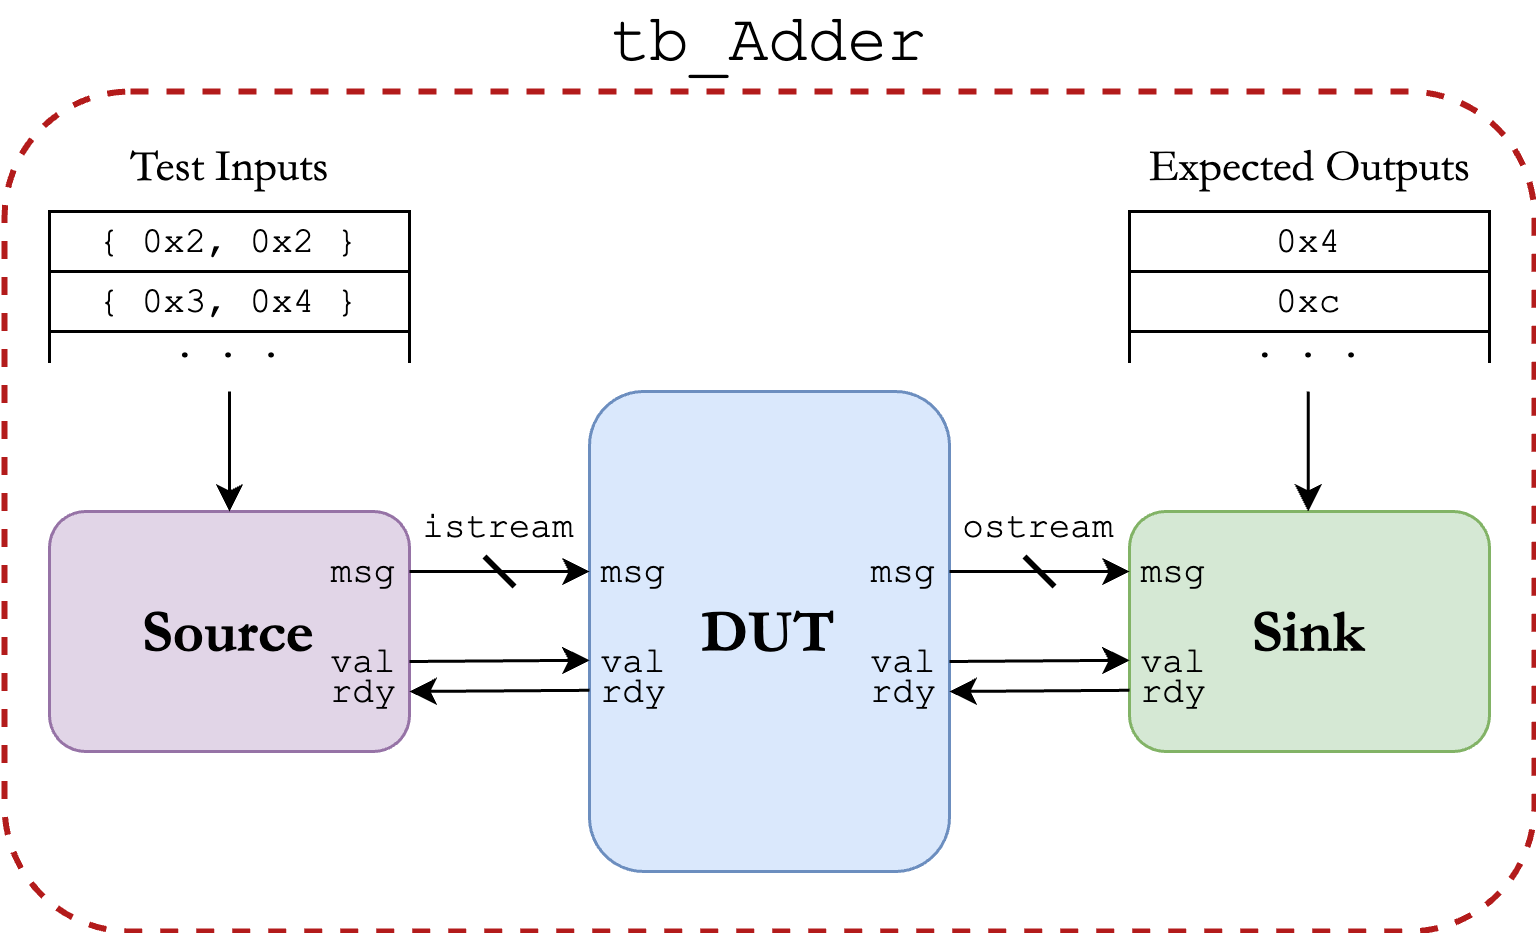 tb_Adder
Test Inputs
{ 0x2, 0x2 }
{ 0x3, 0x4 }
. . .
Expected Outputs
0x4
0xc
. . .
istream
ostream
msg
msg
msg
msg
Source
DUT
Sink
val
val
val
val
rdy
rdy
rdy
rdy